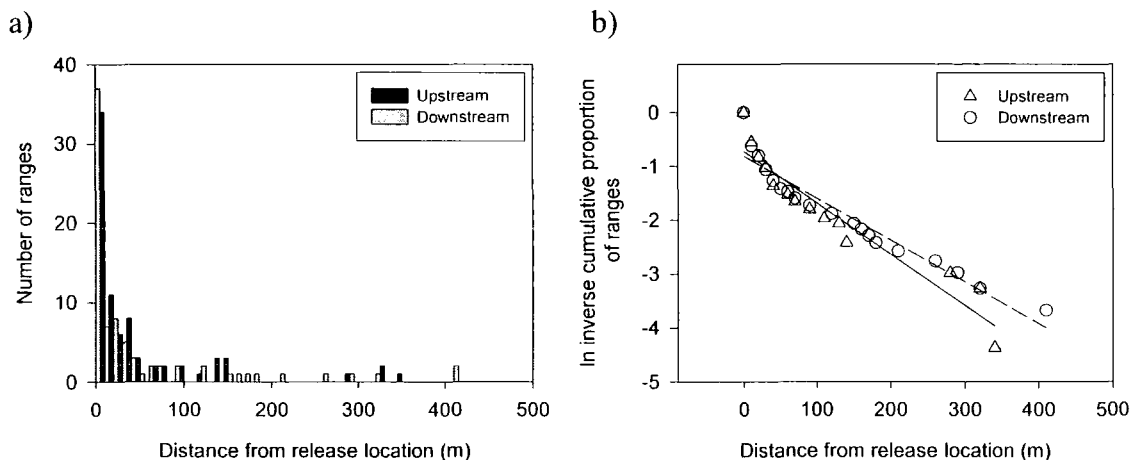 a)
40
30
20
10
0
Number of ranges
Upstream
Downstream
0 100 200 300 400 500
Distance from release location (m)
b)
0
-1
-2
-3
-4
-5
ln inverse cumulative proportion
of ranges
Upstream
Downstream
0 100 200 300 400 500
Distance from release location (m)